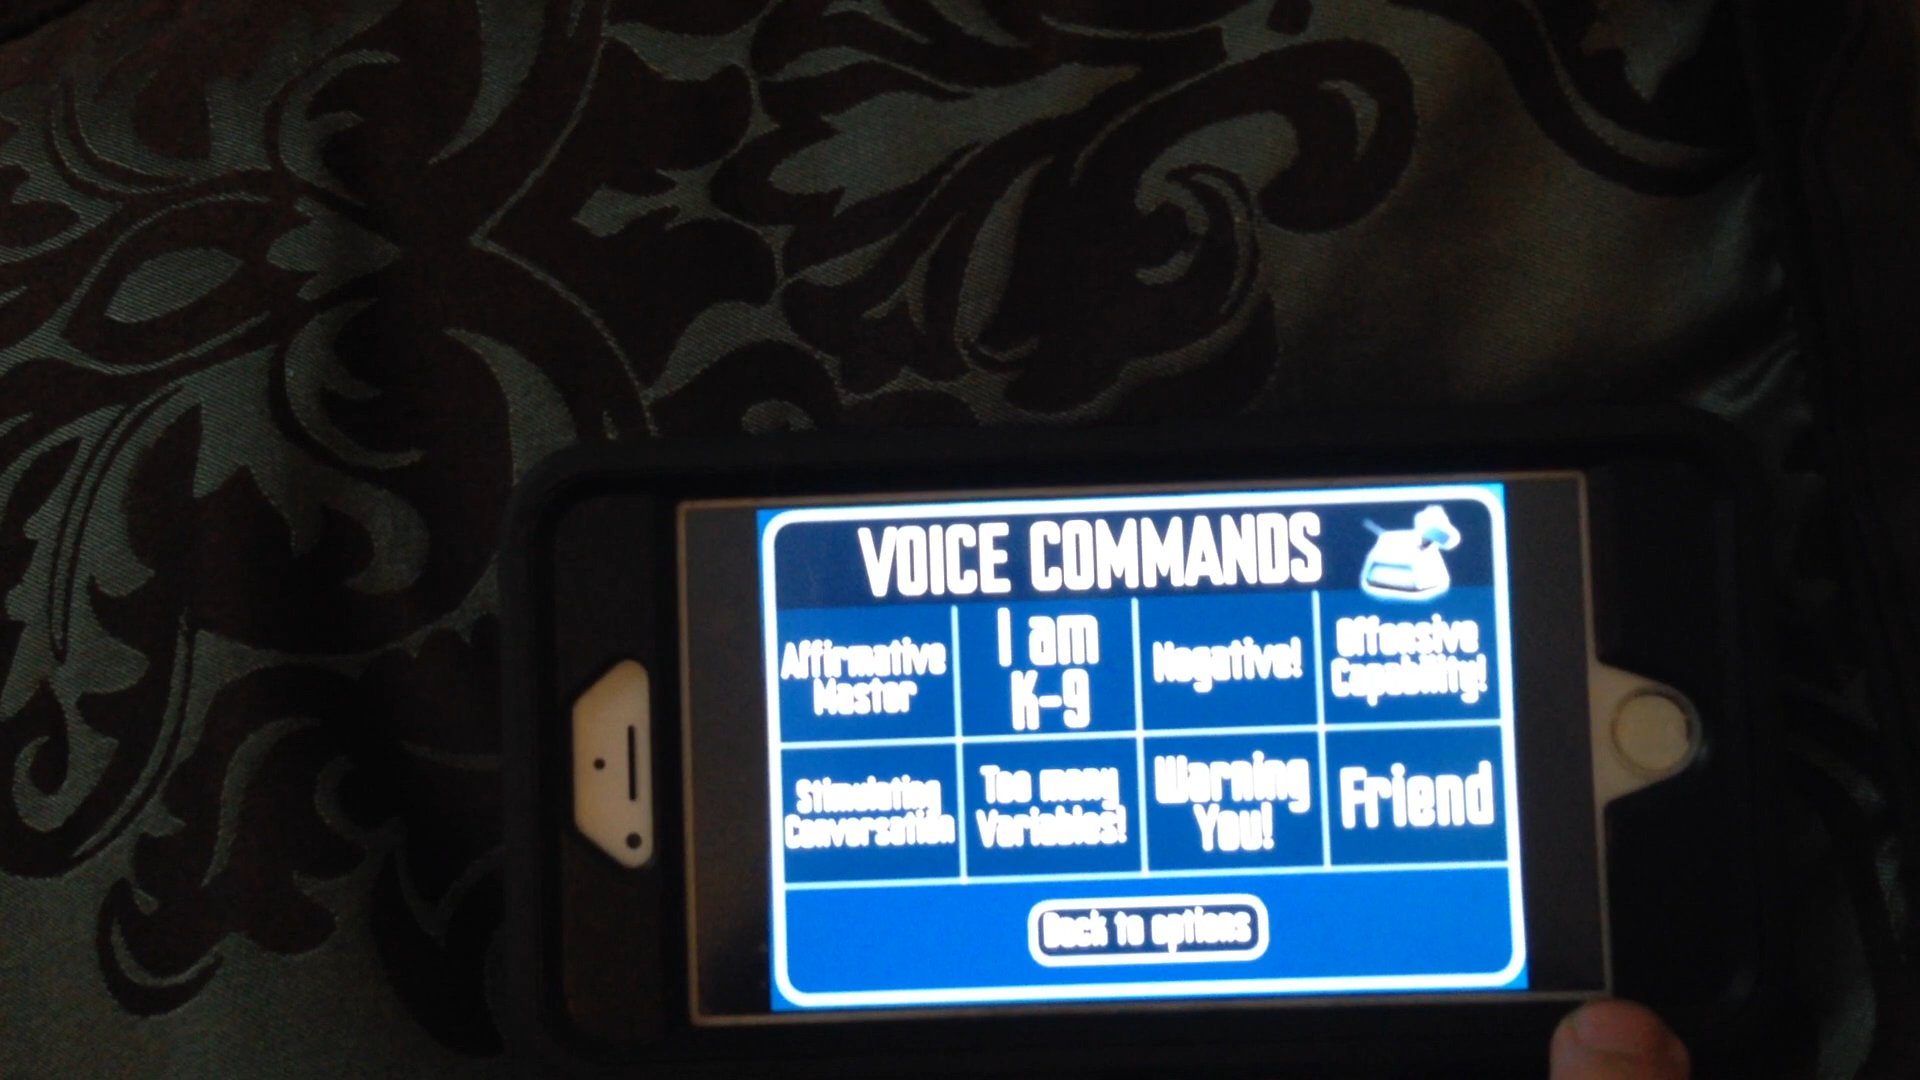 VOICE COMMANDS
Affirmative
Master
I am
K-9
Negative!
Offensive
Capability!
Stimulating
Conversation
Too many
Variables!
Warning
You!
Friend
Back to options